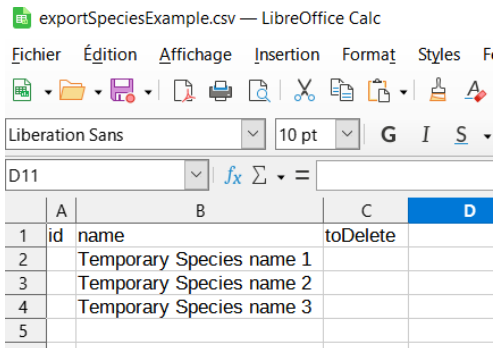 exportSpeciesExample.csv — LibreOffice Calc
Fichier Édition Affichage Insertion Format Styles
Liberation Sans 10 pt G I S
D11 fx Σ =
A B C D
1 id name toDelete
2 Temporary Species name 1
3 Temporary Species name 2
4 Temporary Species name 3
5